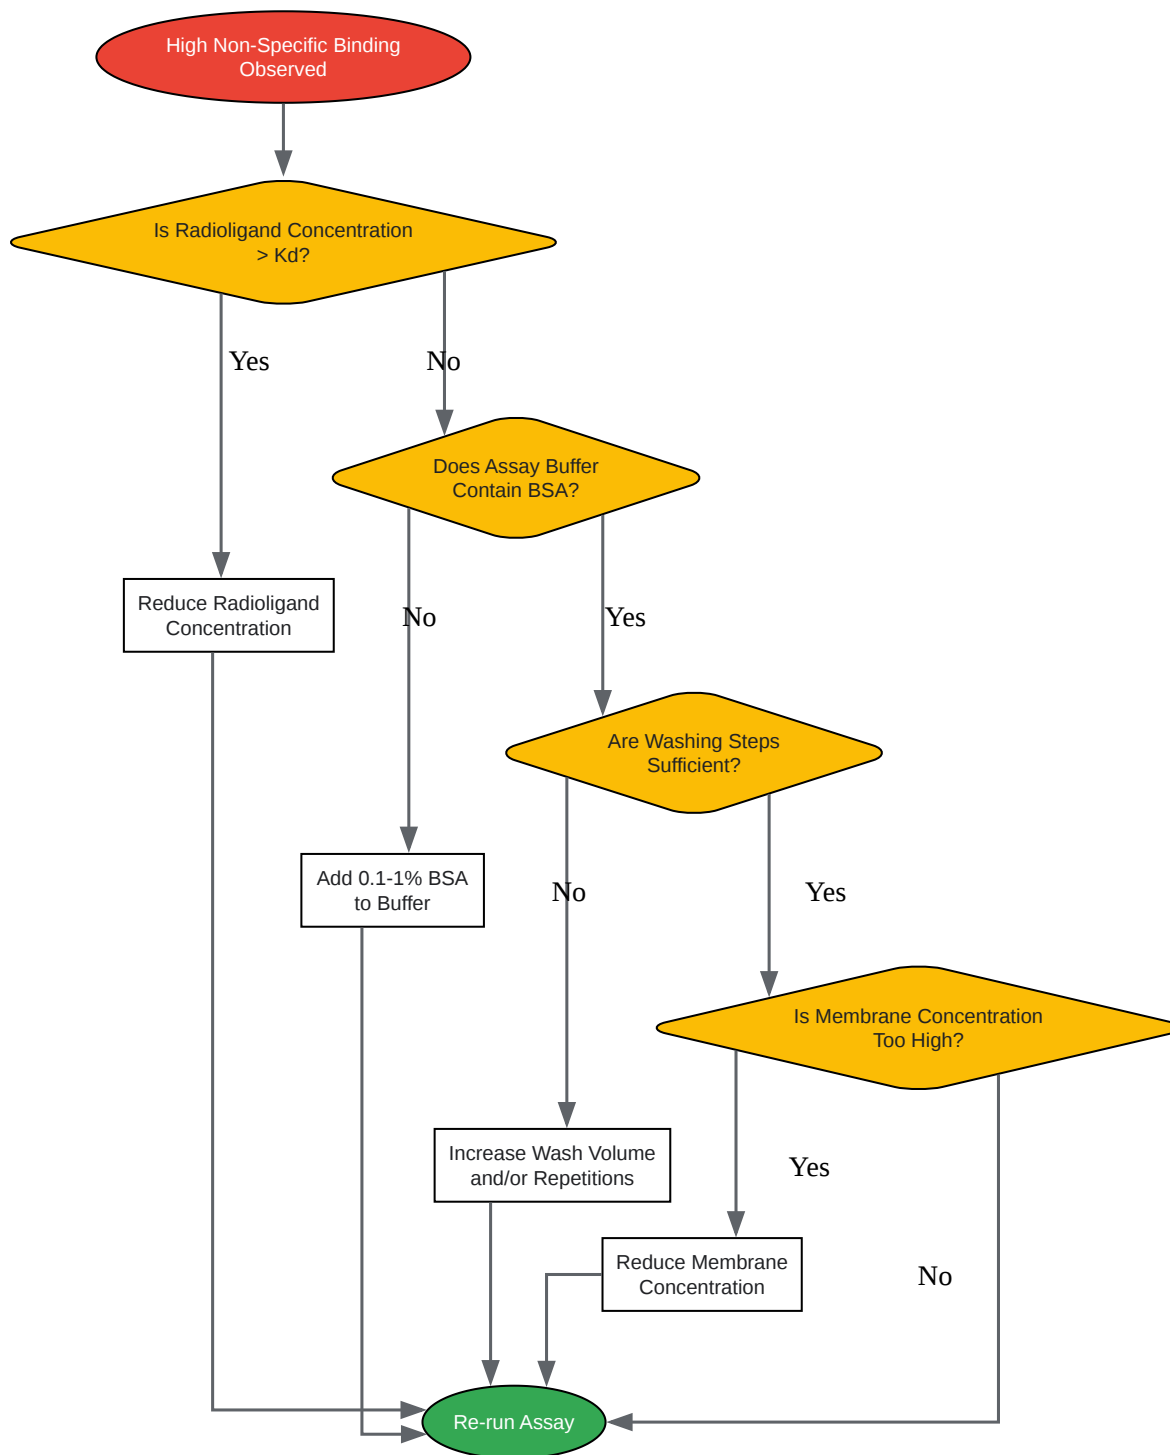 High Non-Specific Binding
Observed
Is Radioligand Concentration
> Kd?
Yes
No
Does Assay Buffer
Contain BSA?
Reduce Radioligand
Concentration
No
Yes
Are Washing Steps
Sufficient?
Add 0.1-1% BSA
to Buffer
No
Yes
Is Membrane Concentration
Too High?
Increase Wash Volume
and/or Repetitions
Yes
Reduce Membrane
Concentration
No
Re-run Assay